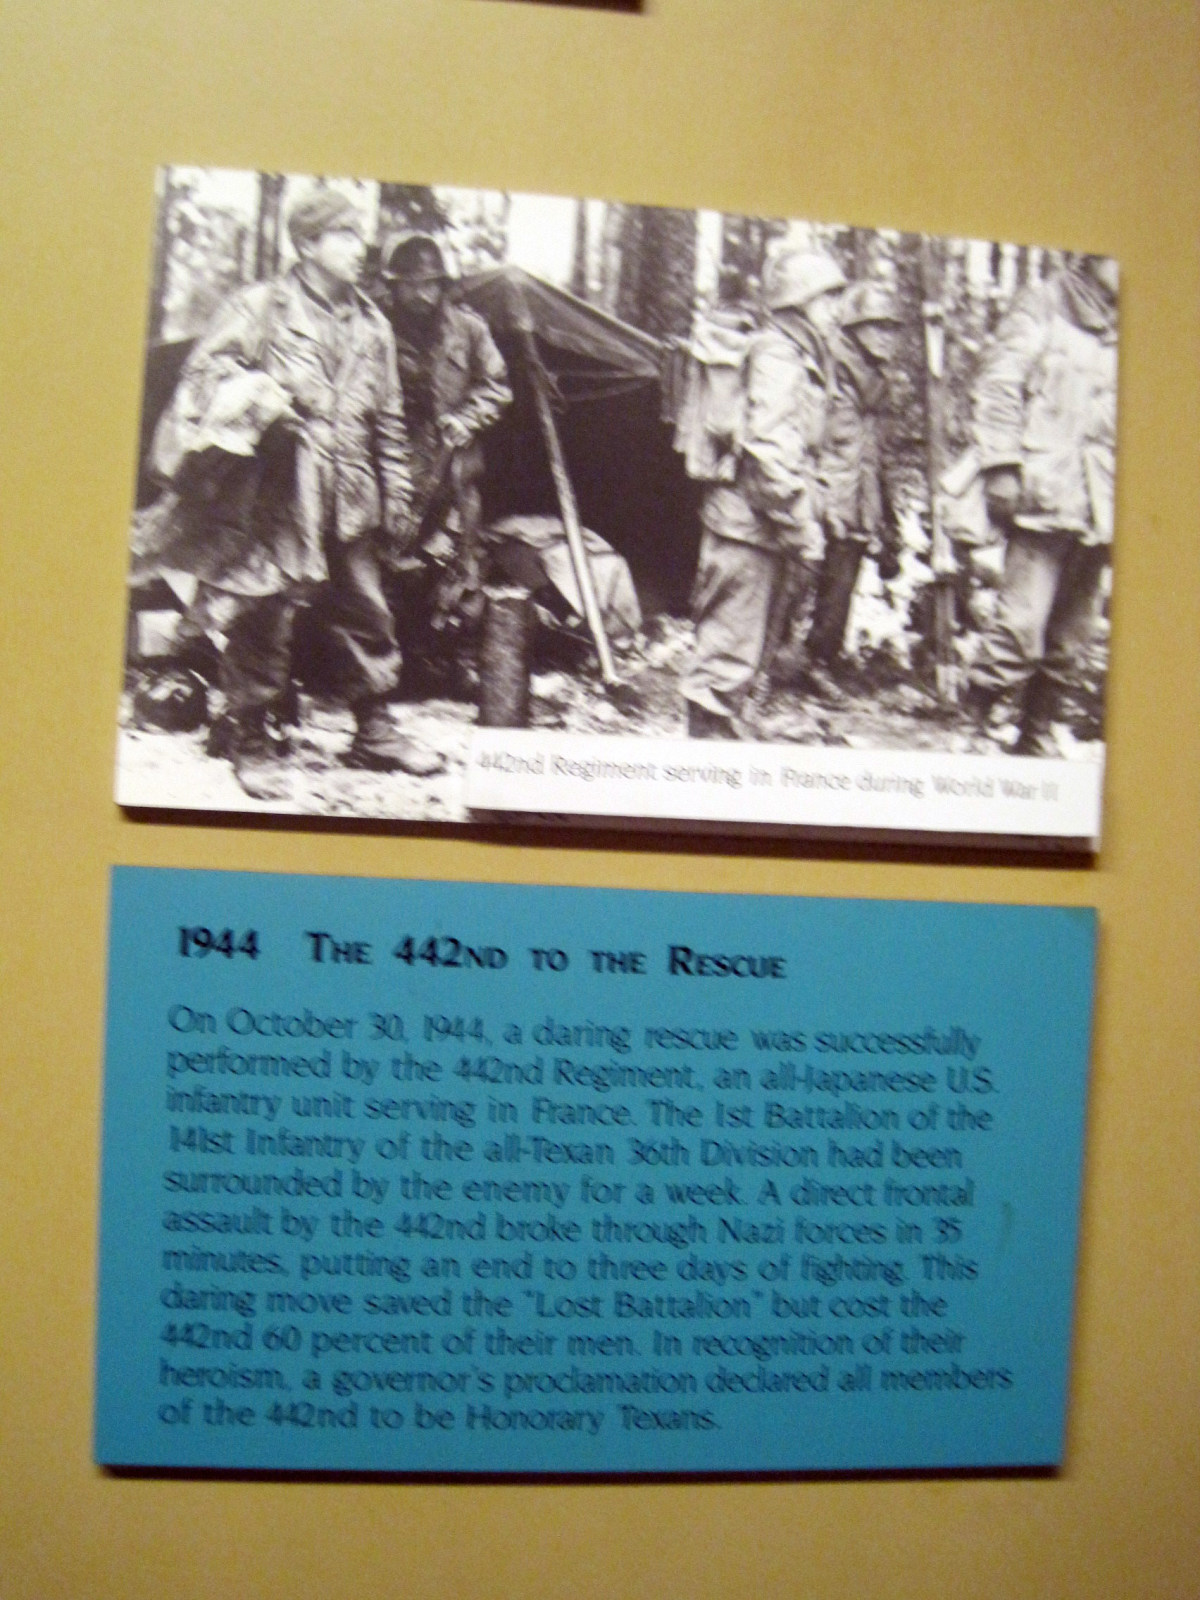 442nd Regiment serving in France during World War II
1944 THE 442ND TO THE RESCUE
On October 30, 1944, a daring rescue was successfully
performed by the 442nd Regiment, an all-Japanese U.S.
infantry unit serving in France. The 1st Battalion of the
141st Infantry of the all-Texan 36th Division had been
surrounded by the enemy for a week. A direct frontal
assault by the 442nd broke through Nazi forces in 35
minutes, putting an end to three days of fighting. This
daring move saved the "Lost Battalion" but cost the
442nd 60 percent of their men. In recognition of their
heroism, a governor's proclamation declared all members
of the 442nd to be Honorary Texans.